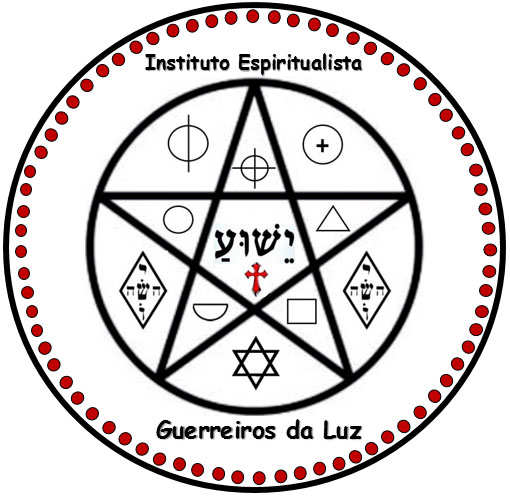 Instituto Espiritualista
יֵשׁוּעַ
י
ה שׁ ה
ו
י
ה שׁ ה
ו
Guerreiros da Luz